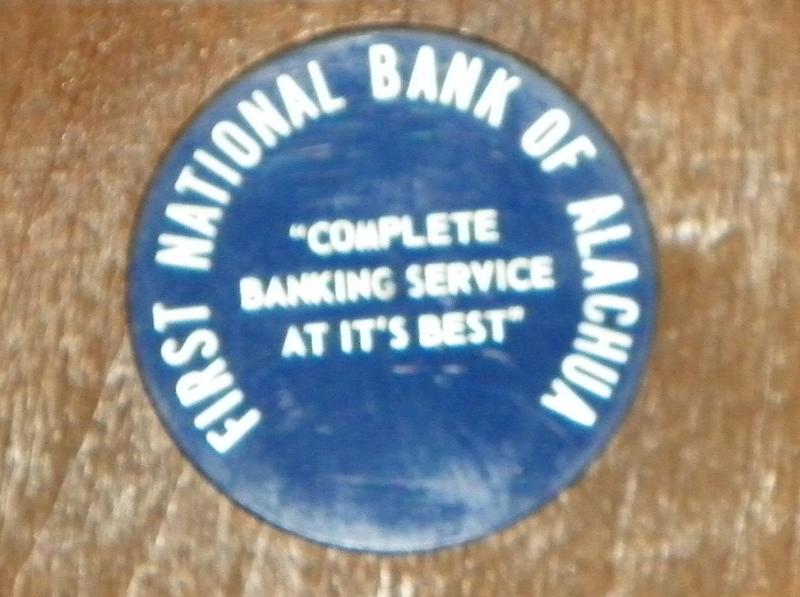 FIRST NATIONAL BANK OF ALACHUA
"COMPLETE
BANKING SERVICE
AT IT'S BEST"